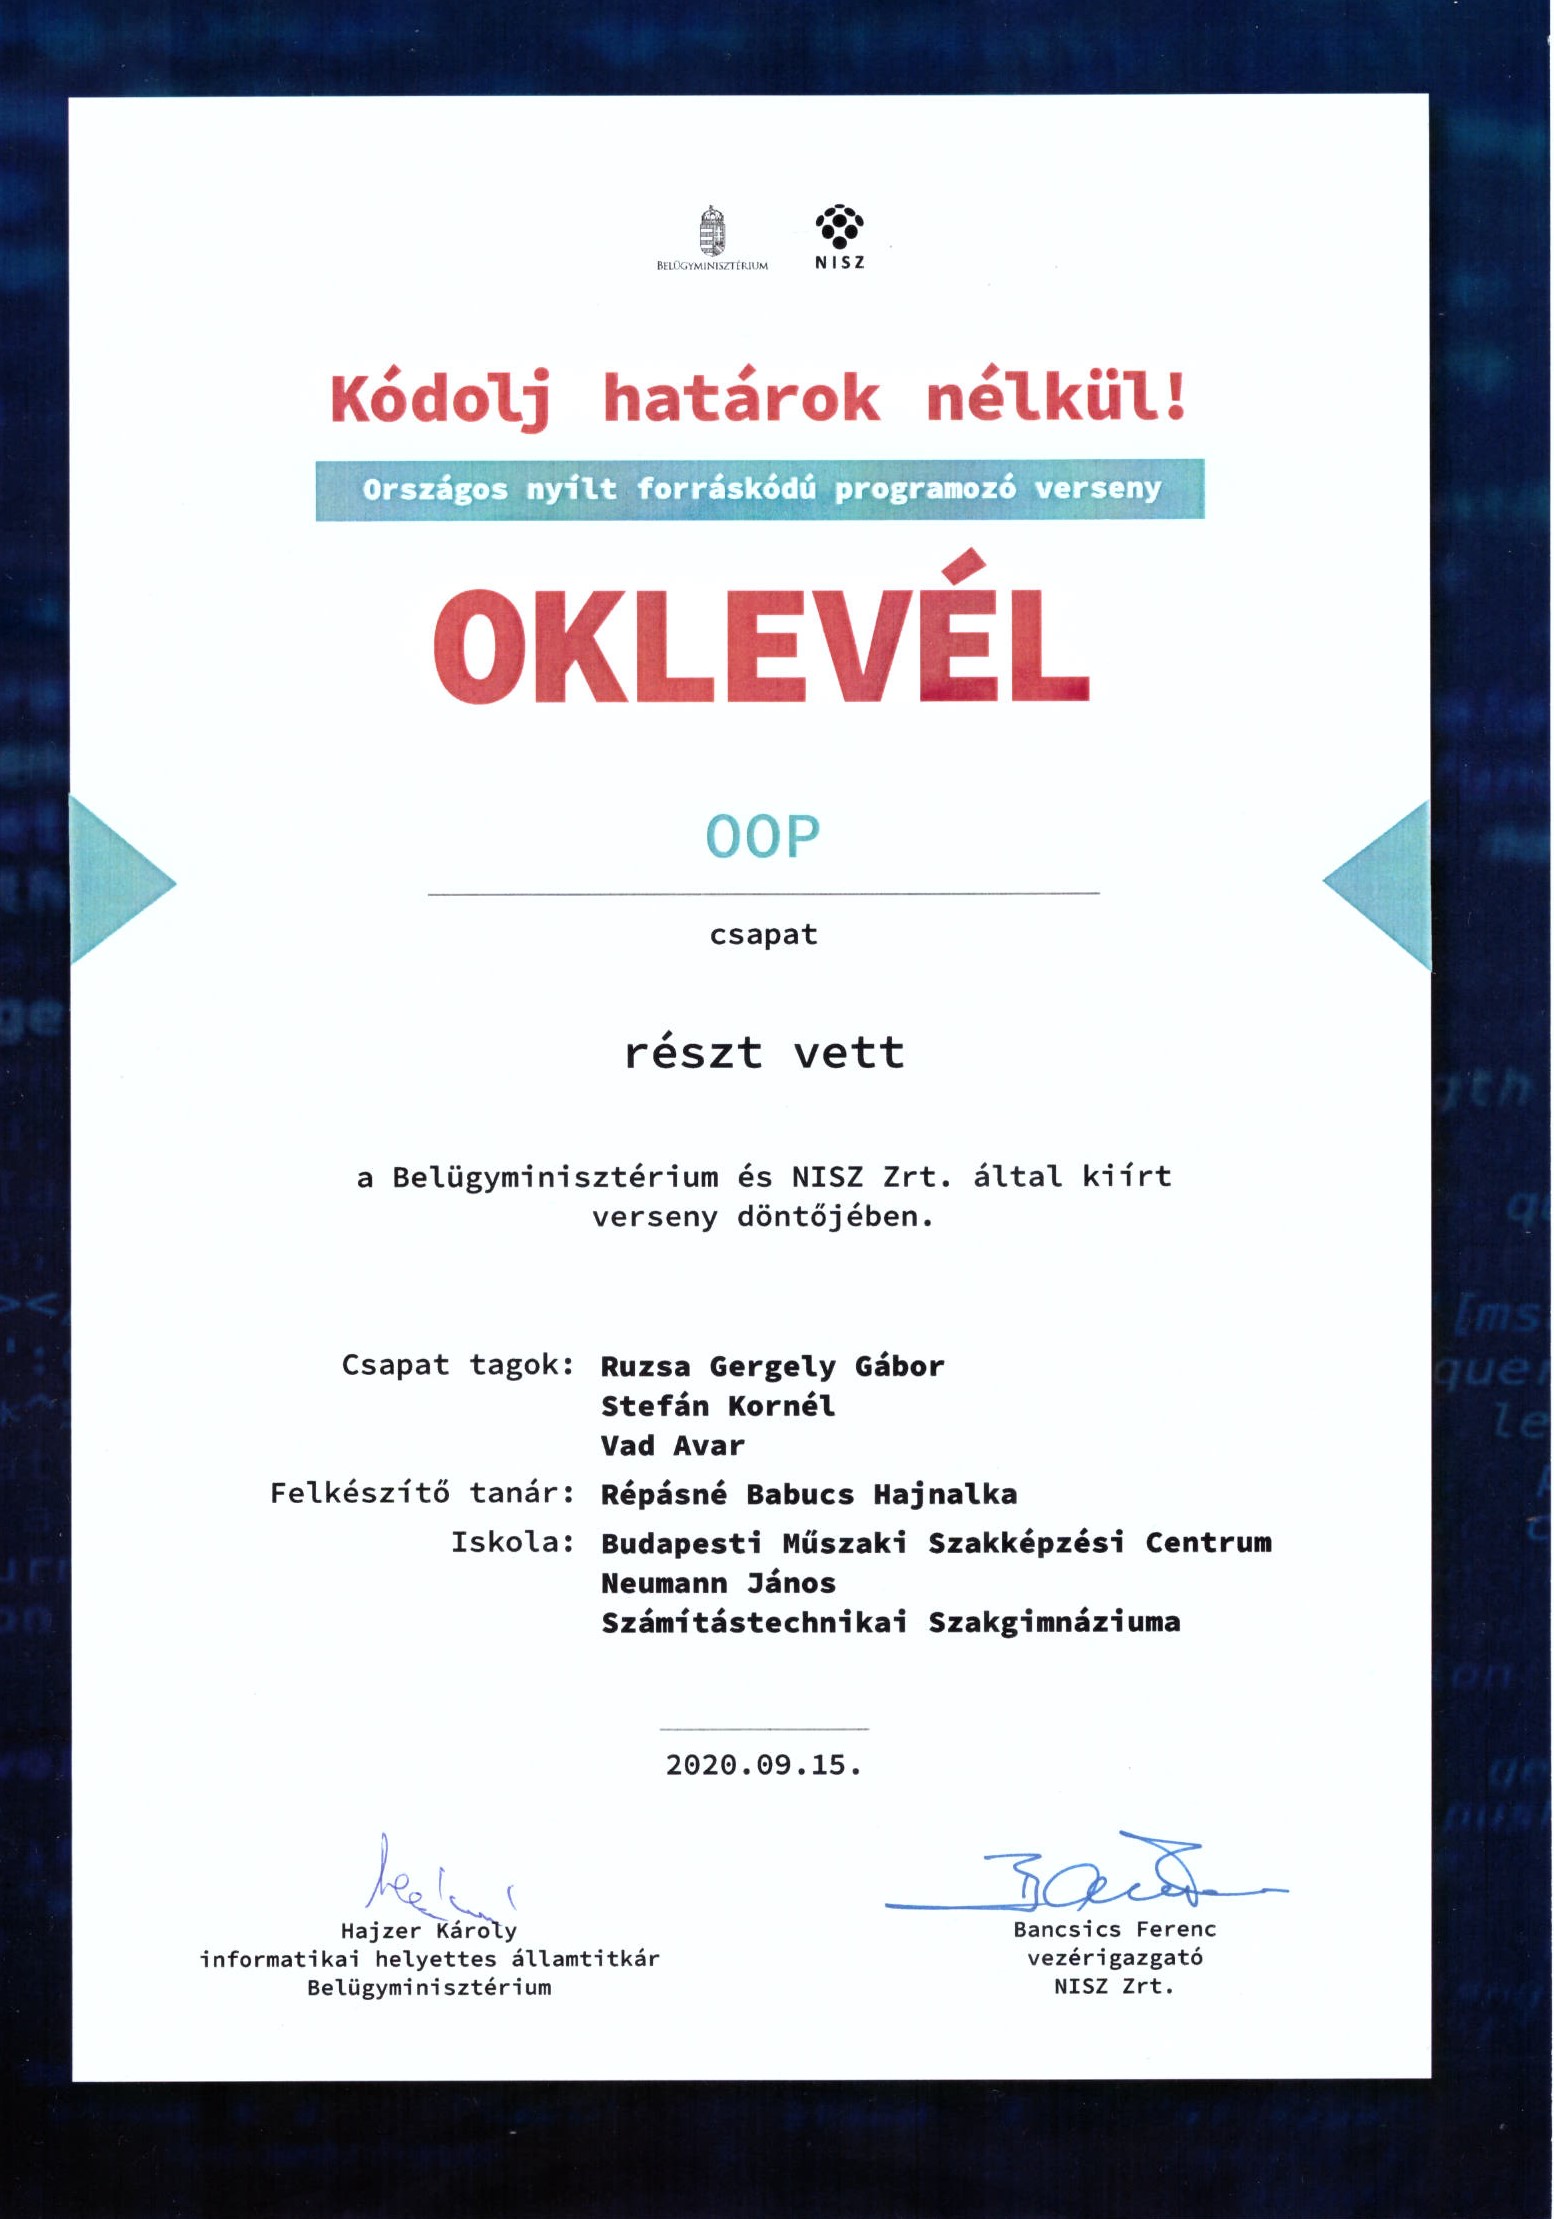 BELÜGYMINISZTÉRIUM
NISZ
Kódolj határok nélkül!
Országos nyílt forráskódú programozó verseny
OKLEVÉL
OOP
csapat
részt vett
a Belügyminisztérium és NISZ Zrt. által kiírt
verseny döntőjében.
Csapat tagok: Ruzsa Gergely Gábor
Stefán Kornél
Vad Avar
Felkészítő tanár: Répásné Babucs Hajnalka
Iskola: Budapesti Műszaki Szakképzési Centrum
Neumann János
Számítástechnikai Szakgimnáziuma
2020.09.15.
Hajzer Károly
informatikai helyettes államtitkár
Belügyminisztérium
Bancsics Ferenc
vezérigazgató
NISZ Zrt.